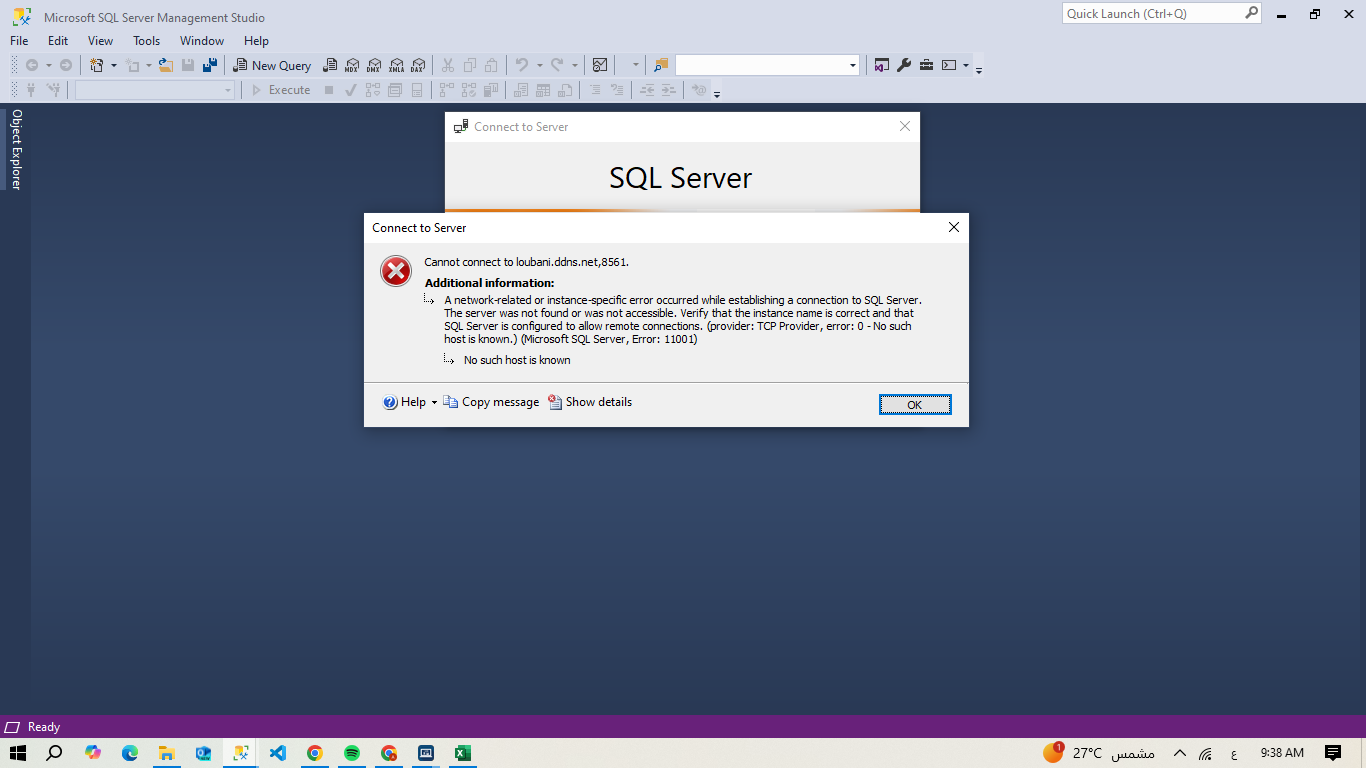 Microsoft SQL Server Management Studio
Quick Launch (Ctrl+Q)
File Edit View Tools Window Help
New Query MDX DMX XMLA DAX
Execute
Object Explorer
Connect to Server
SQL Server
Connect to Server
Cannot connect to loubani.ddns.net,8561.
Additional information:
A network-related or instance-specific error occurred while establishing a connection to SQL Server.
The server was not found or was not accessible. Verify that the instance name is correct and that
SQL Server is configured to allow remote connections. (provider: TCP Provider, error: 0 - No such
host is known.) (Microsoft SQL Server, Error: 11001)
No such host is known
Help Copy message Show details OK
Ready
1 27°C مشمس ع 9:38 AM